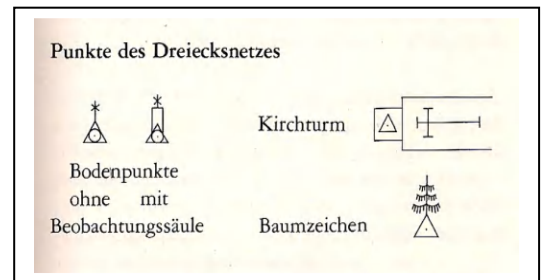 Punkte des Dreiecksnetzes
Kirchturm
Bodenpunkte
ohne mit
Beobachtungssäule
Baumzeichen